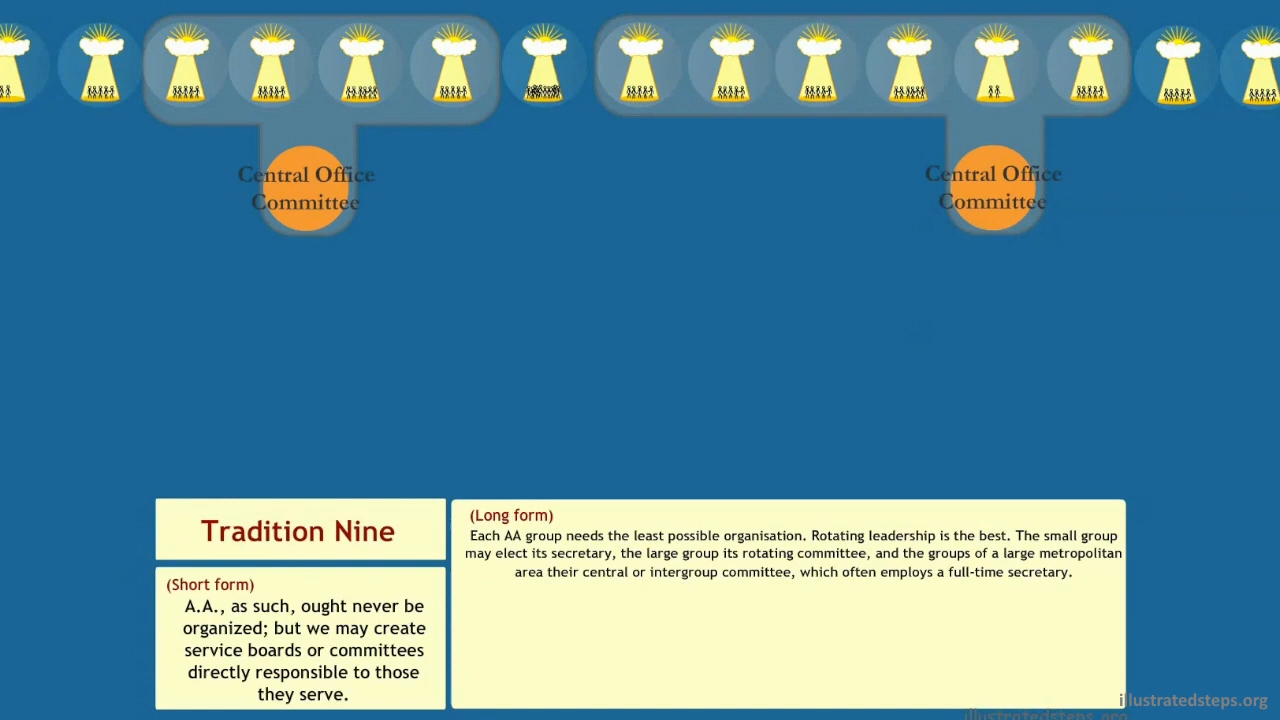 Central Office
Committee
Central Office
Committee
Tradition Nine
(Short form)
A.A., as such, ought never be
organized; but we may create
service boards or committees
directly responsible to those
they serve.
(Long form)
Each AA group needs the least possible organisation. Rotating leadership is the best. The small group
may elect its secretary, the large group its rotating committee, and the groups of a large metropolitan
area their central or intergroup committee, which often employs a full-time secretary.
illustratedsteps.org
illustratedsteps.org